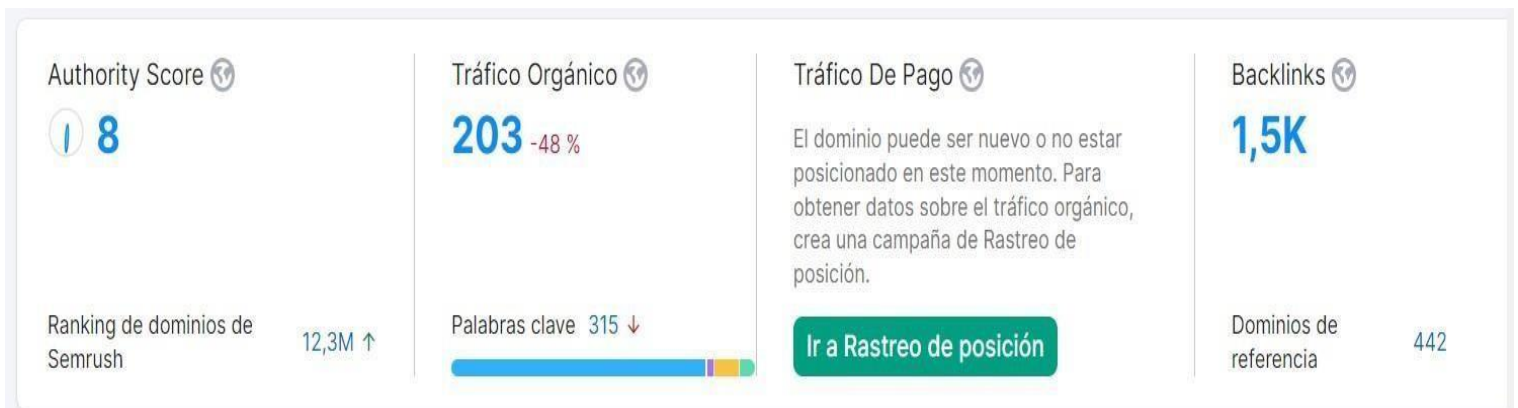 Authority Score
8
Ranking de dominios de
Semrush
12,3M ↑
Tráfico Orgánico
203 -48 %
Palabras clave 315 ↓
Tráfico De Pago
El dominio puede ser nuevo o no estar
posicionado en este momento. Para
obtener datos sobre el tráfico orgánico,
crea una campaña de Rastreo de
posición.
Ir a Rastreo de posición
Backlinks
1,5K
Dominios de
referencia
442